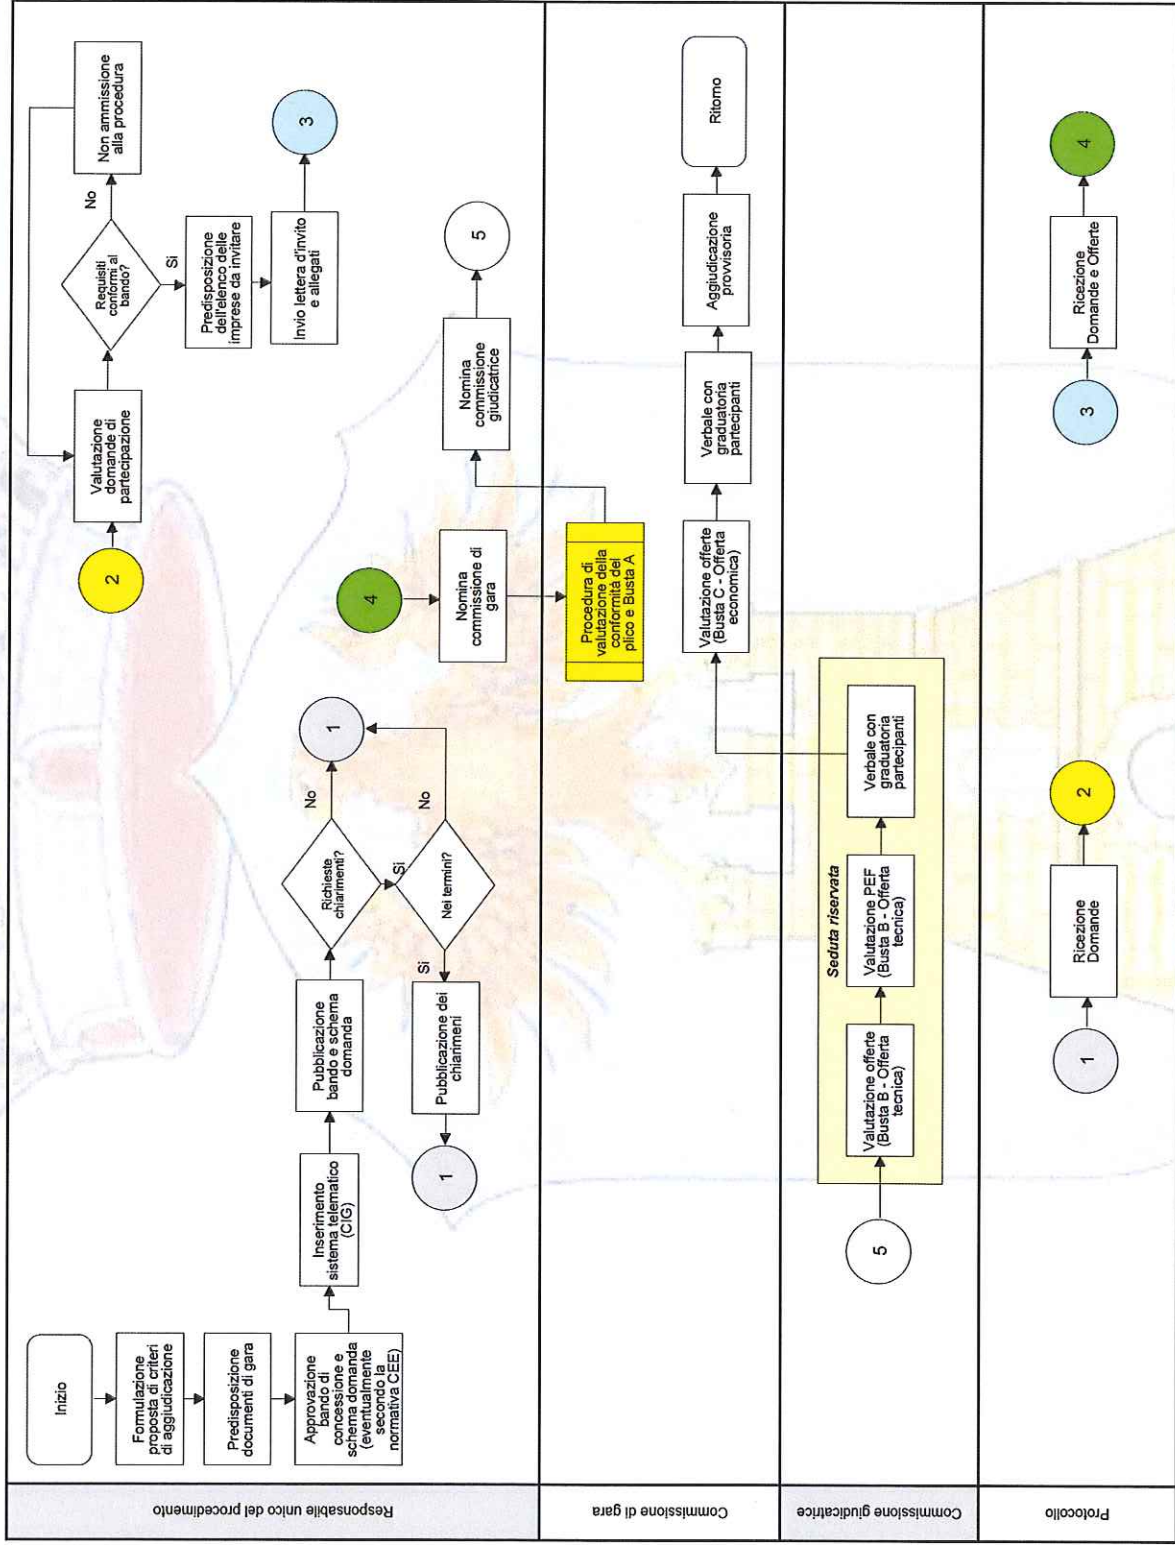 Responsabile unico del procedimento
Inizio
Formulazione
proposta di criteri
di aggiudicazione
Predisposizione
documenti di gara
Approvazione
bando di
concessione e
schema domanda
(eventualmente
secondo la
normativa CEE)
Inserimento
sistema telematico
(CIG)
Pubblicazione
bando e schema
domanda
Richieste
chiarimenti?
No
1
Si
Nei termini?
No
Si
Pubblicazione dei
chiarimeni
1
2
Valutazione
domande di
partecipazione
Requisiti
conformi al
bando?
No
Non ammissione
alla procedura
Si
Predisposizione
dell'elenco delle
imprese da invitare
Invio lettera d'invito
e allegati
3
4
Nomina
commissione di
gara
Nomina
commissione
giudicatrice
5
Commissione di gara
Procedura di
valutazione della
conformità del
plico e Busta A
Valutazione offerte
(Busta C - Offerta
economica)
Verbale con
graduatoria
partecipanti
Aggiudicazione
provvisoria
Ritorno
Commissione giudicatrice
5
Seduta riservata
Valutazione offerte
(Busta B - Offerta
tecnica)
Valutazione PEF
(Busta B - Offerta
tecnica)
Verbale con
graduatoria
partecipanti
Protocollo
1
Ricezione
Domande
2
3
Ricezione
Domande e Offerte
4